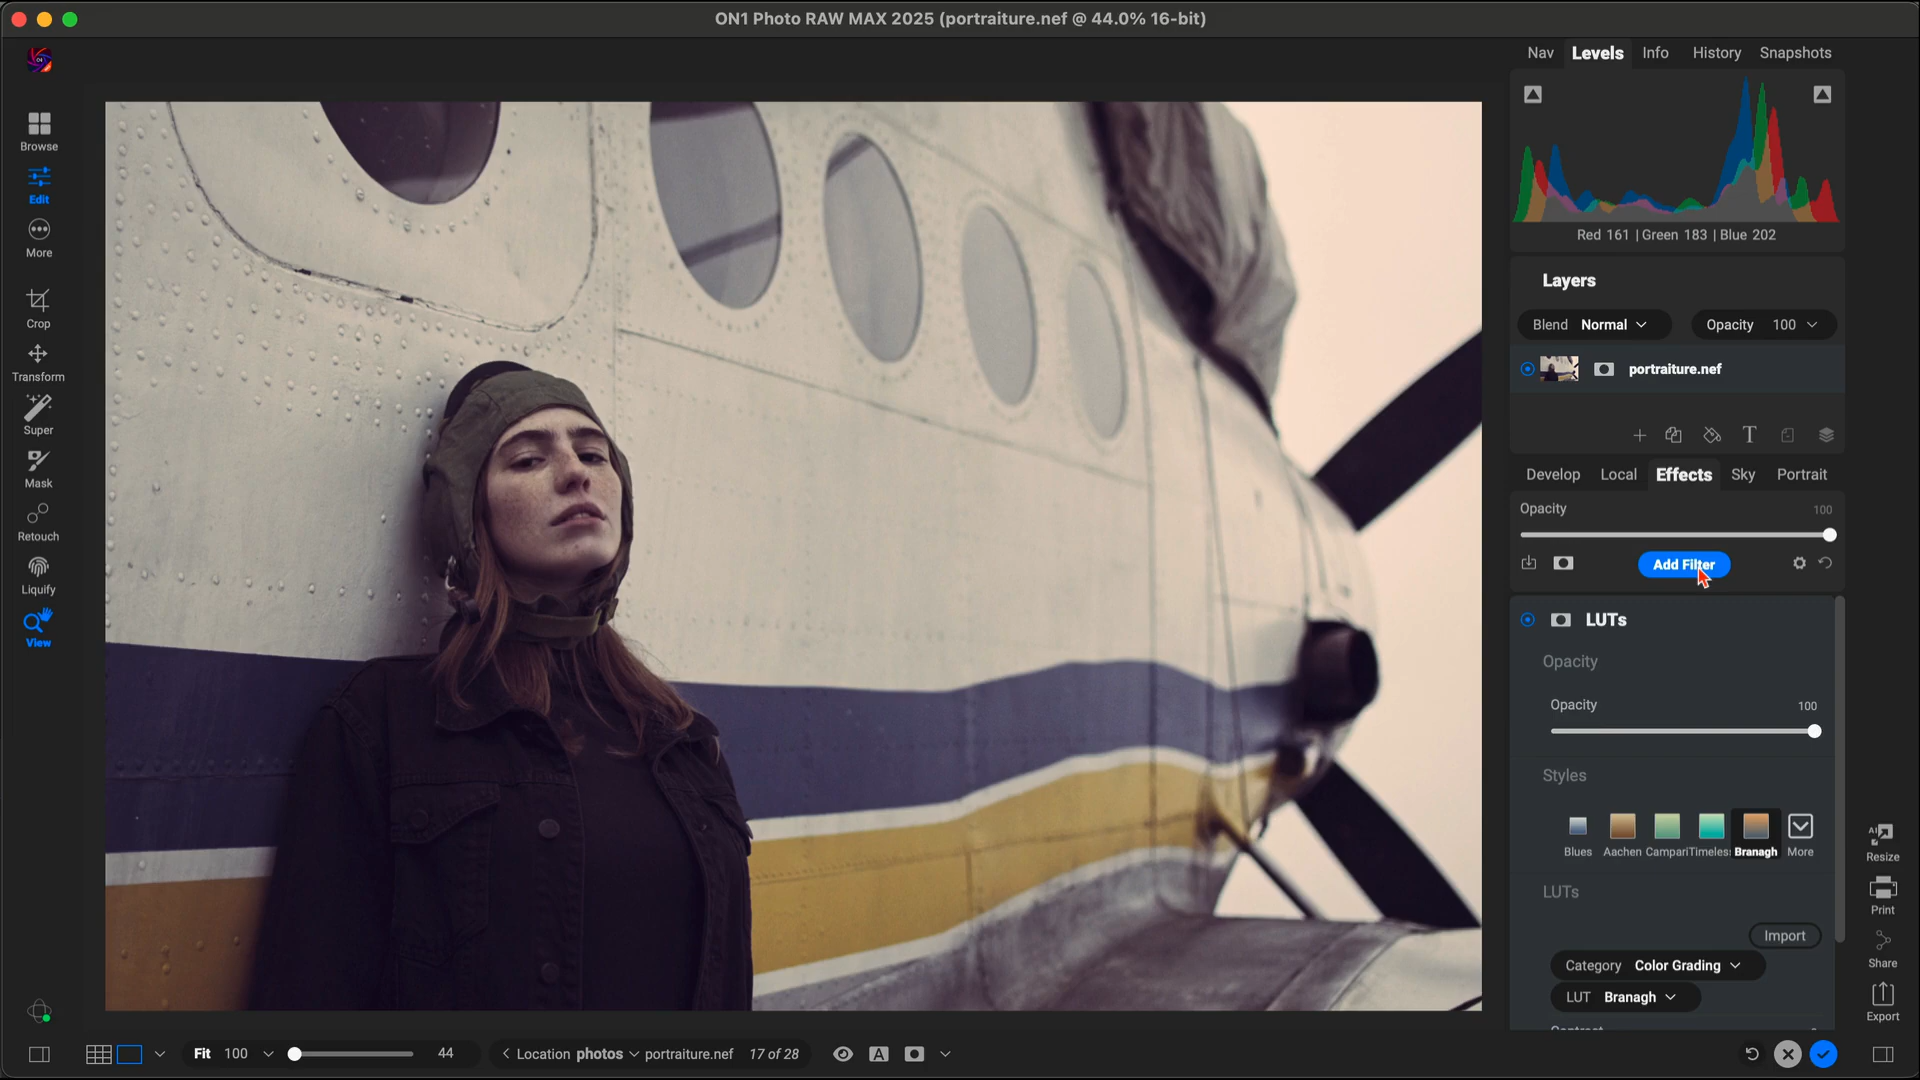 ON1 Photo RAW MAX 2025 (portraiture.nef @ 44.0% 16-bit)
Nav Levels Info History Snapshots
Browse
Edit
More
Crop
Transform
Super
Mask
Retouch
Liquify
View
Red 161 | Green 183 | Blue 202
Layers
Blend Normal Opacity 100
portraiture.nef
Develop Local Effects Sky Portrait
Opacity 100
Add Filter
LUTs
Opacity
Opacity 100
Styles
Blues Aachen Campari Timeles Branagh More
LUTs
Import
Category Color Grading
LUT Branagh
AI
Resize
Print
Share
Export
Fit 100 44 Location photos portraiture.nef 17 of 28 A